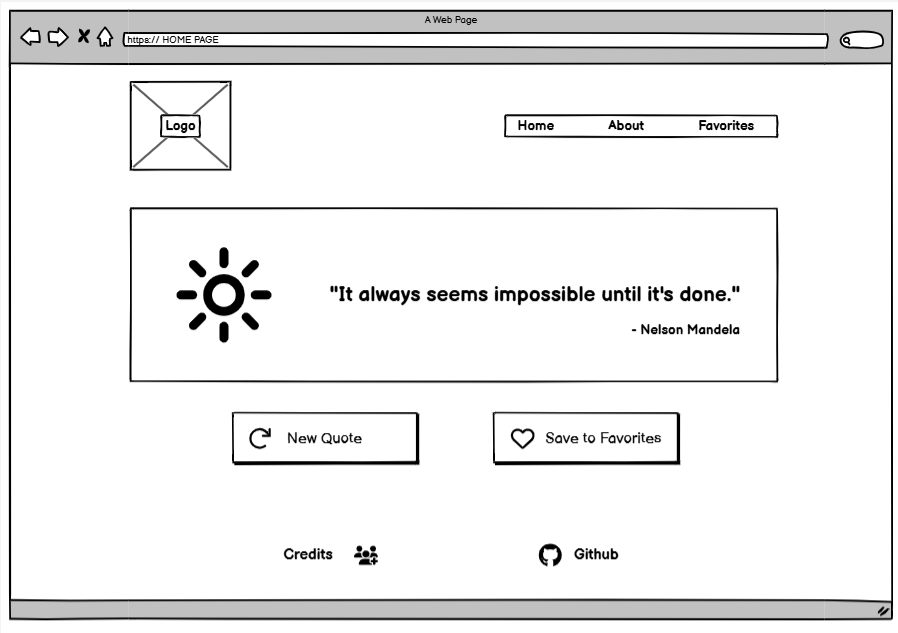 A Web Page
https:// HOME PAGE
Logo
Home About Favorites
"It always seems impossible until it's done."
- Nelson Mandela
New Quote
Save to Favorites
Credits
Github